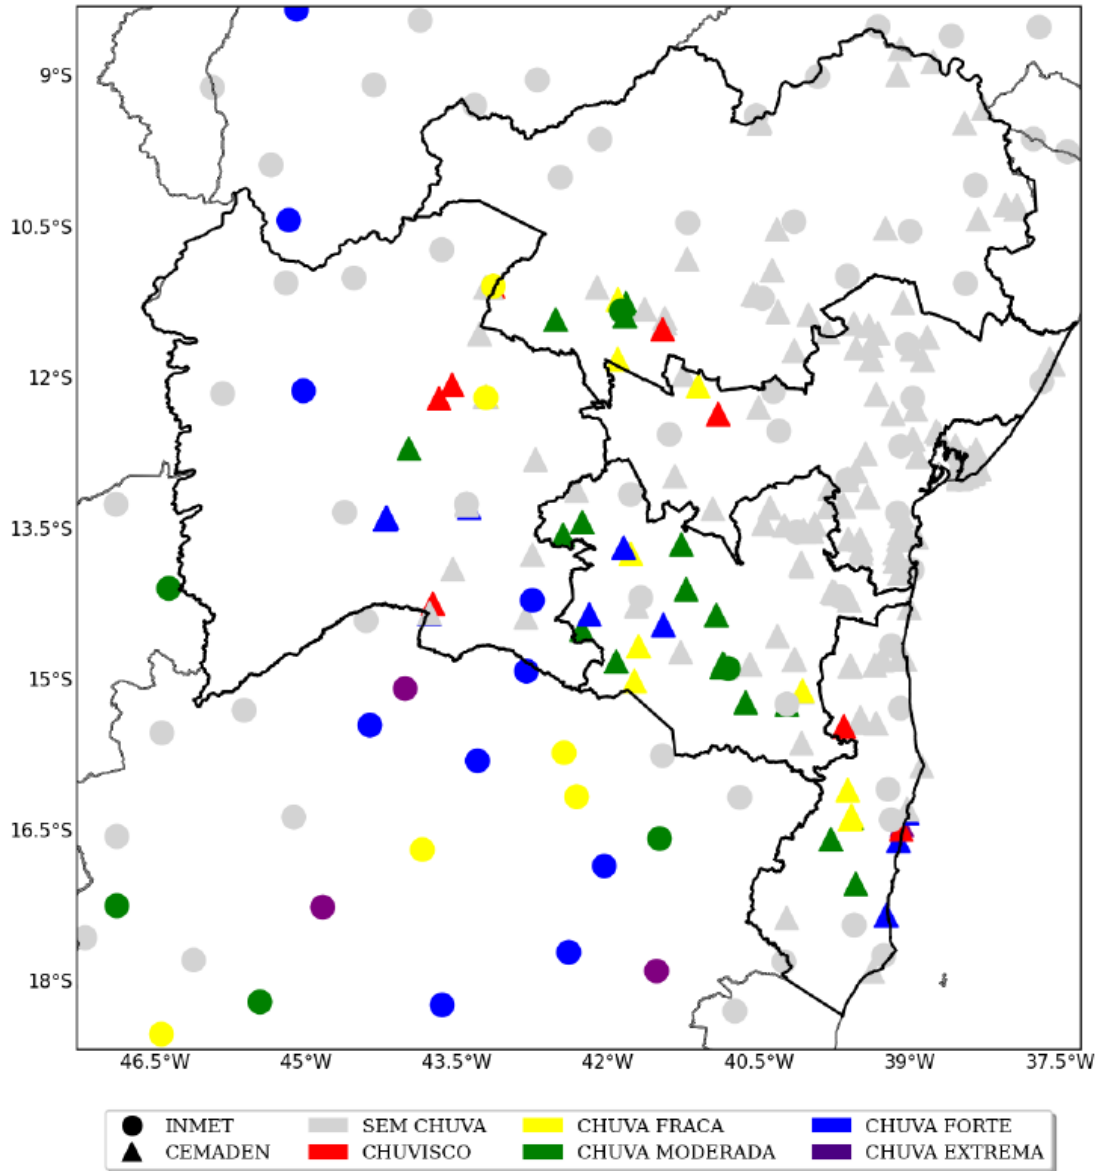 9°S
10.5°S
12°S
13.5°S
15°S
16.5°S
18°S
46.5°W 45°W 43.5°W 42°W 40.5°W 39°W 37.5°W
INMET SEM CHUVA CHUVA FRACA CHUVA FORTE
CEMADEN CHUVISCO CHUVA MODERADA CHUVA EXTREMA